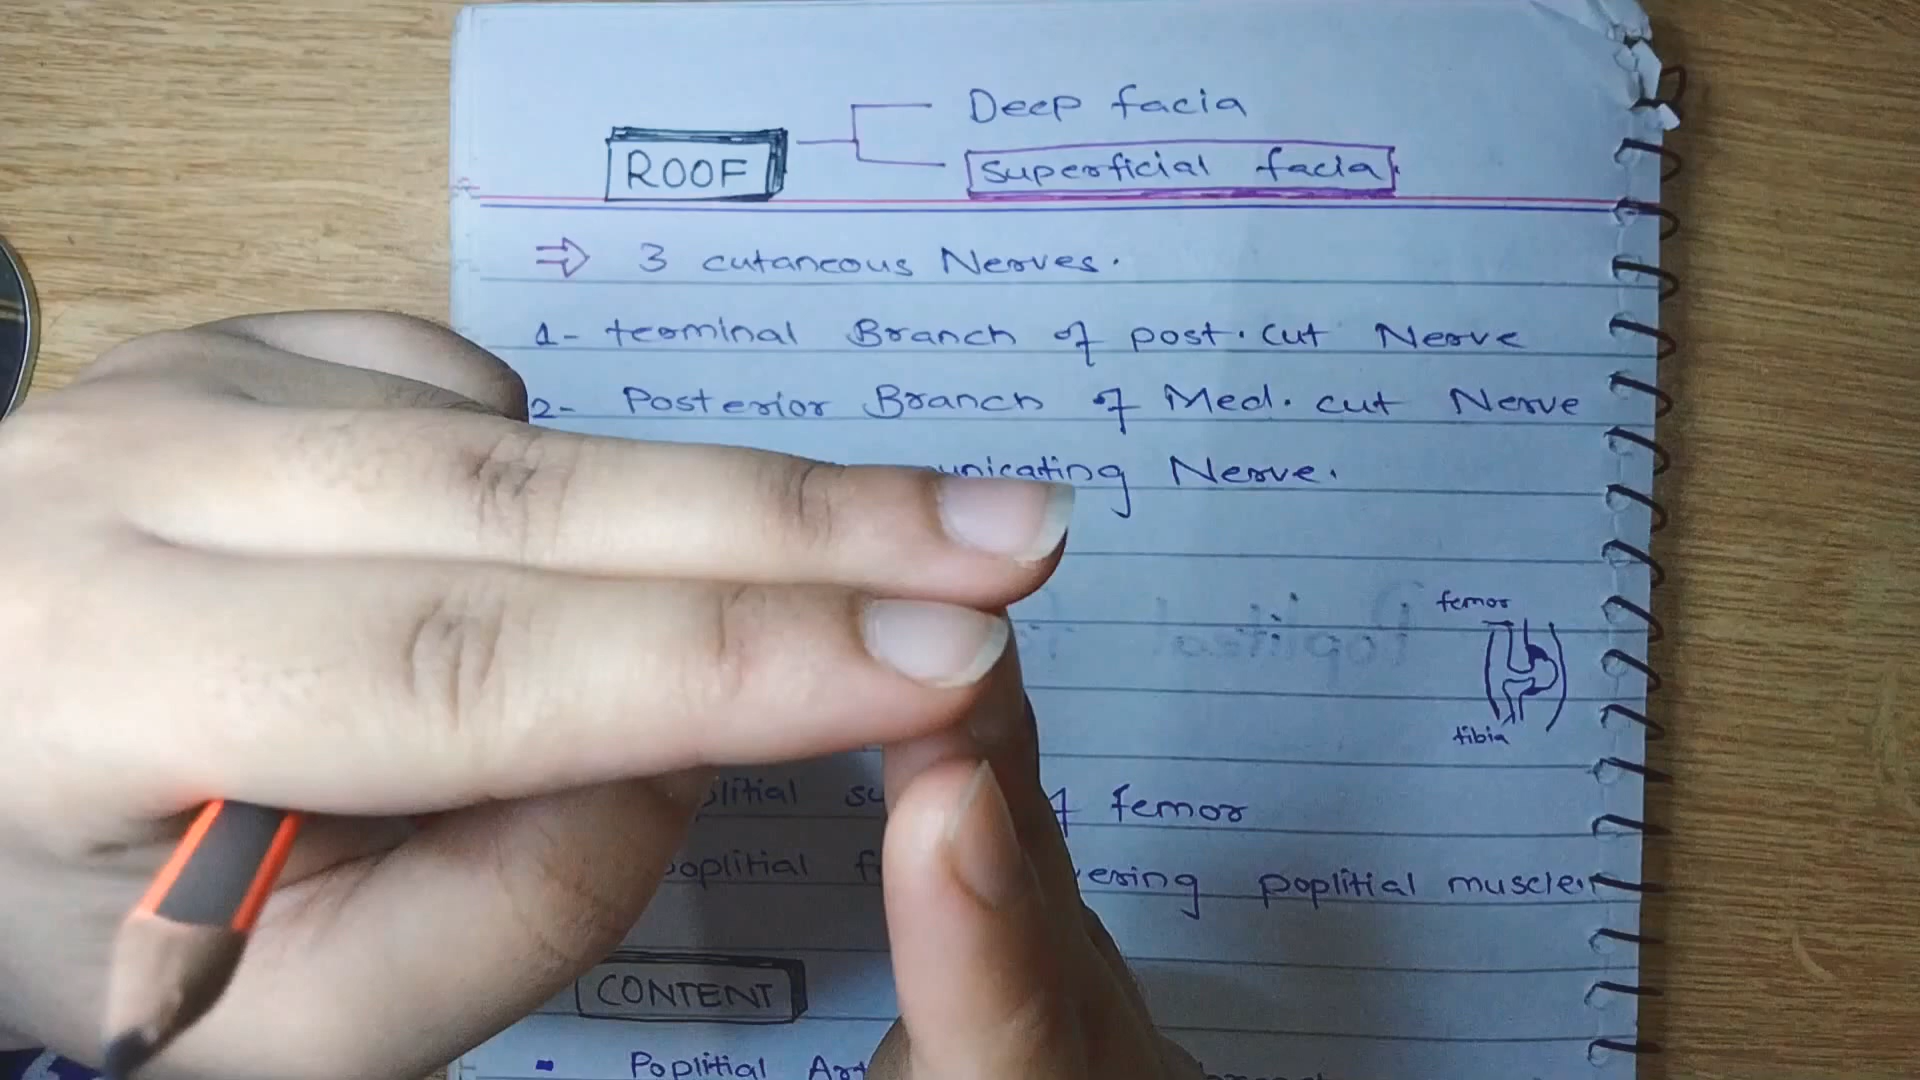 Deep facia
ROOF
Superficial facia
⇒ 3 cutaneous Nerves.
1- terminal Branch of post. cut Nerve
2- Posterior Branch of Med. cut Nerve
Nerve.
femor
tibia
of femor
poplitial muscle.
CONTENT
Poplitial